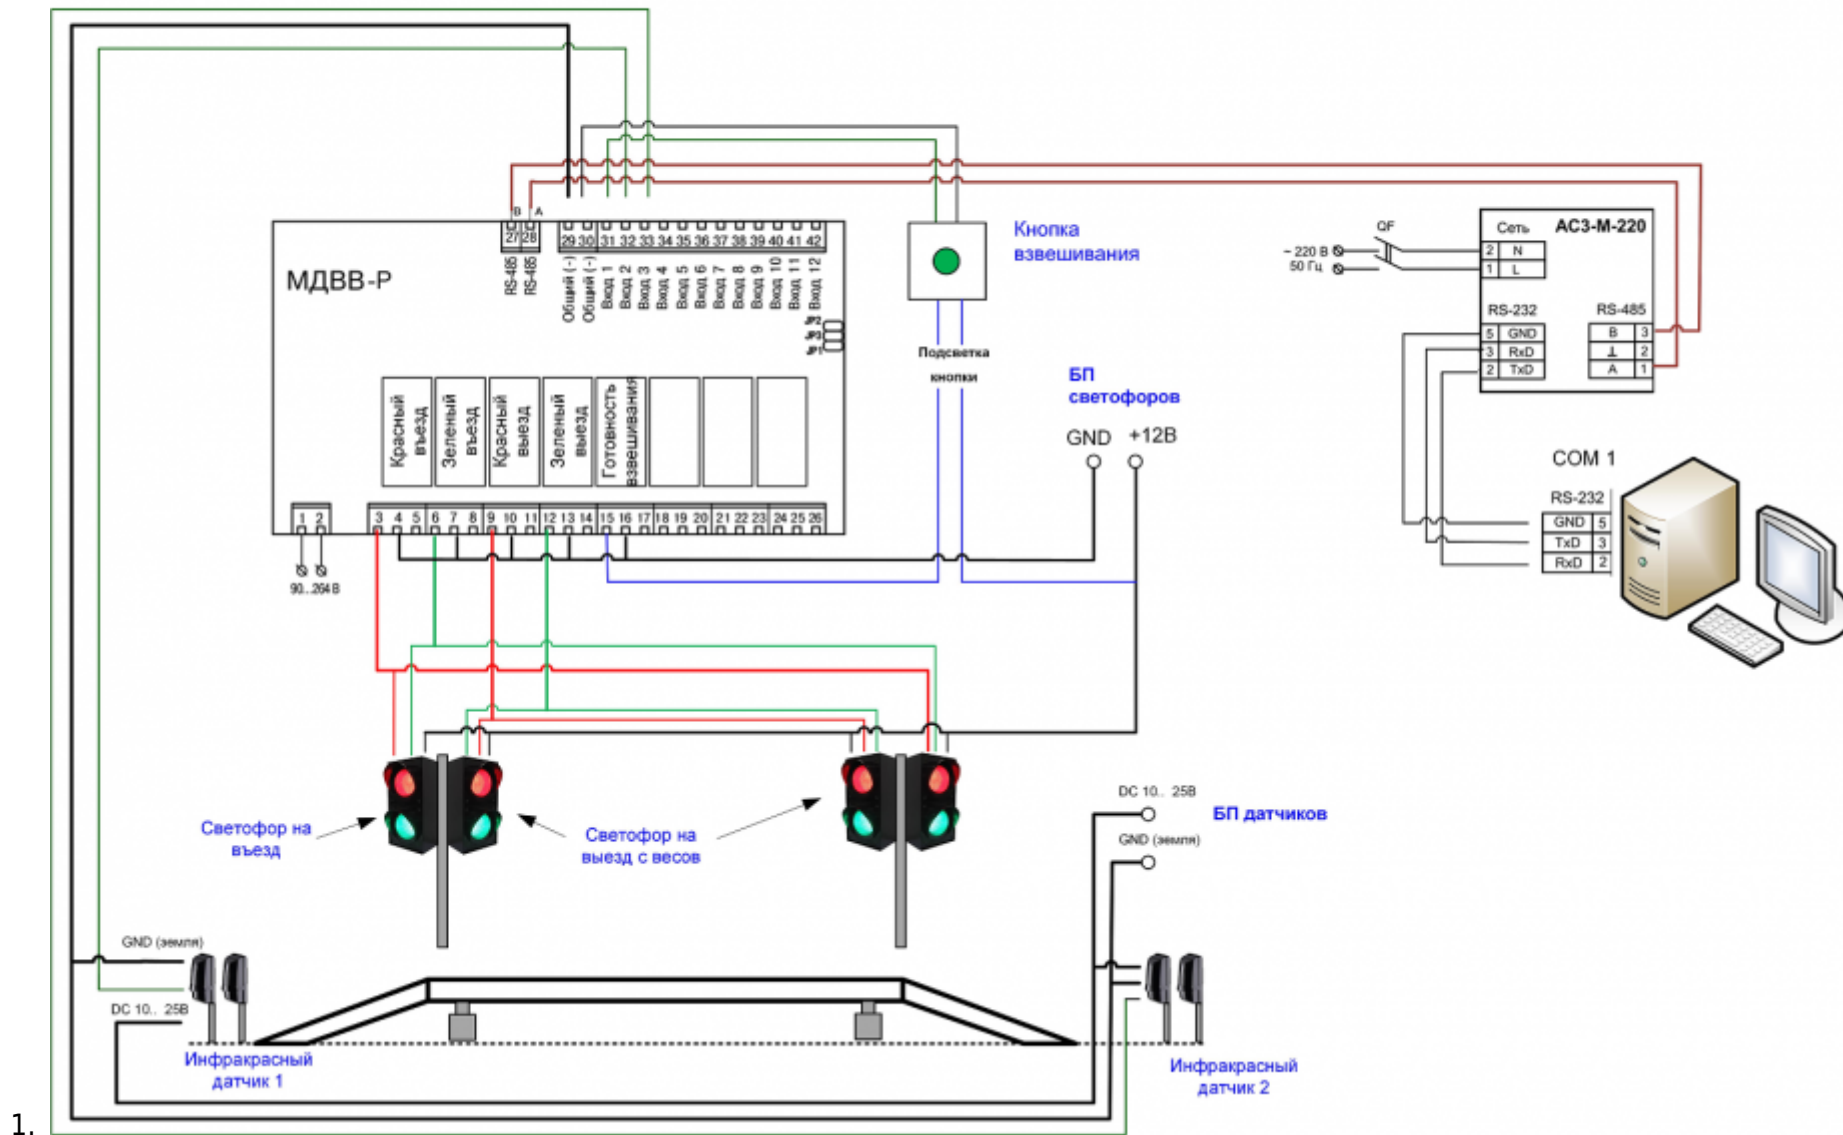 B A
27 28
29 30 31 32 33 34 35 36 37 38 39 40 41 42
RS-485
RS-485
Общий (-)
Общий (-)
Вход 1
Вход 2
Вход 3
Вход 4
Вход 5
Вход 6
Вход 7
Вход 8
Вход 9
Вход 10
Вход 11
Вход 12
МДВВ-Р
JP2
JP3
JP1
Красный
въезд
Зеленый
въезд
Красный
выезд
Зеленый
выезд
Готовность
взвешивания
1 2
3 4 5 6 7 8 9 10 11 12 13 14 15 16 17 18 19 20 21 22 23 24 25 26
90...264 В
Кнопка
взвешивания
Подсветка
кнопки
БП
светофоров
GND +12В
QF
~ 220 В
50 Гц
Сеть АС3-М-220
2 N
1 L
RS-232 RS-485
5 GND
3 RxD
2 TxD
B 3
⊥ 2
A 1
COM 1
RS-232
GND 5
TxD 3
RxD 2
Светофор на
въезд
Светофор на
выезд с весов
DC 10.. 25В
БП датчиков
GND (земля)
GND (земля)
DC 10.. 25В
Инфракрасный
датчик 1
Инфракрасный
датчик 2
1.